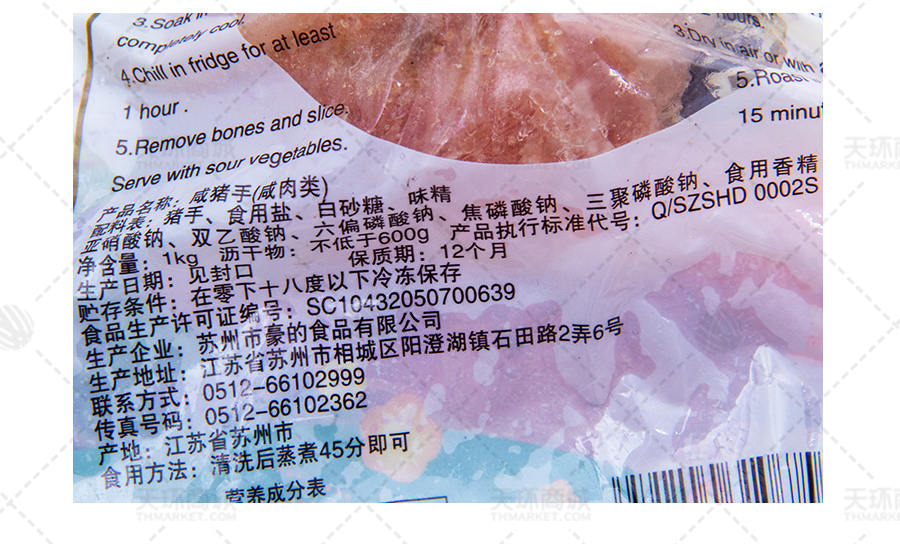 3.Soak in
completely cool.
4.Chill in fridge for at least
1 hour .
5.Remove bones and slice.
Serve with sour vegetables.
2 hours.
3.Dry in air or with a
5.Roast
15 minut
产品名称：咸猪手(咸肉类)
配料表：猪手、食用盐、白砂糖、味精
亚硝酸钠、双乙酸钠、六偏磷酸钠、焦磷酸钠、三聚磷酸钠、食用香精
净含量：1kg 沥干物：不低于600g 产品执行标准代号：Q/SZSHD 0002S
生产日期：见封口 保质期：12个月
贮存条件：在零下十八度以下冷冻保存
食品生产许可证编号：SC10432050700639
生产企业：苏州市豪的食品有限公司
生产地址：江苏省苏州市相城区阳澄湖镇石田路2弄6号
联系方式：0512-66102999
传真号码：0512-66102362
产地：江苏省苏州市
食用方法：清洗后蒸煮45分即可
营养成分表
天环商城
THMARKET.COM